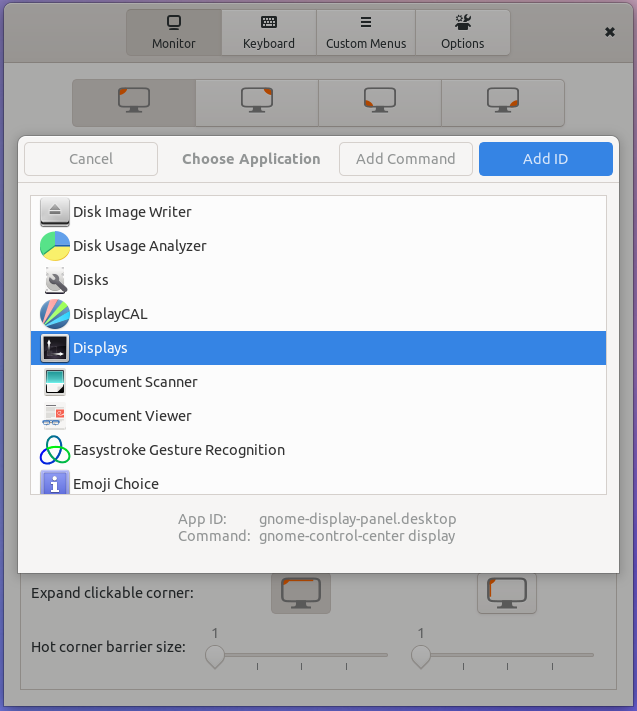 Monitor
Keyboard
Custom Menus
Options
Cancel
Choose Application
Add Command
Add ID
Disk Image Writer
Disk Usage Analyzer
Disks
DisplayCAL
Displays
Document Scanner
Document Viewer
Easystroke Gesture Recognition
Emoji Choice
App ID: gnome-display-panel.desktop
Command: gnome-control-center display
Expand clickable corner:
Hot corner barrier size: 1 1